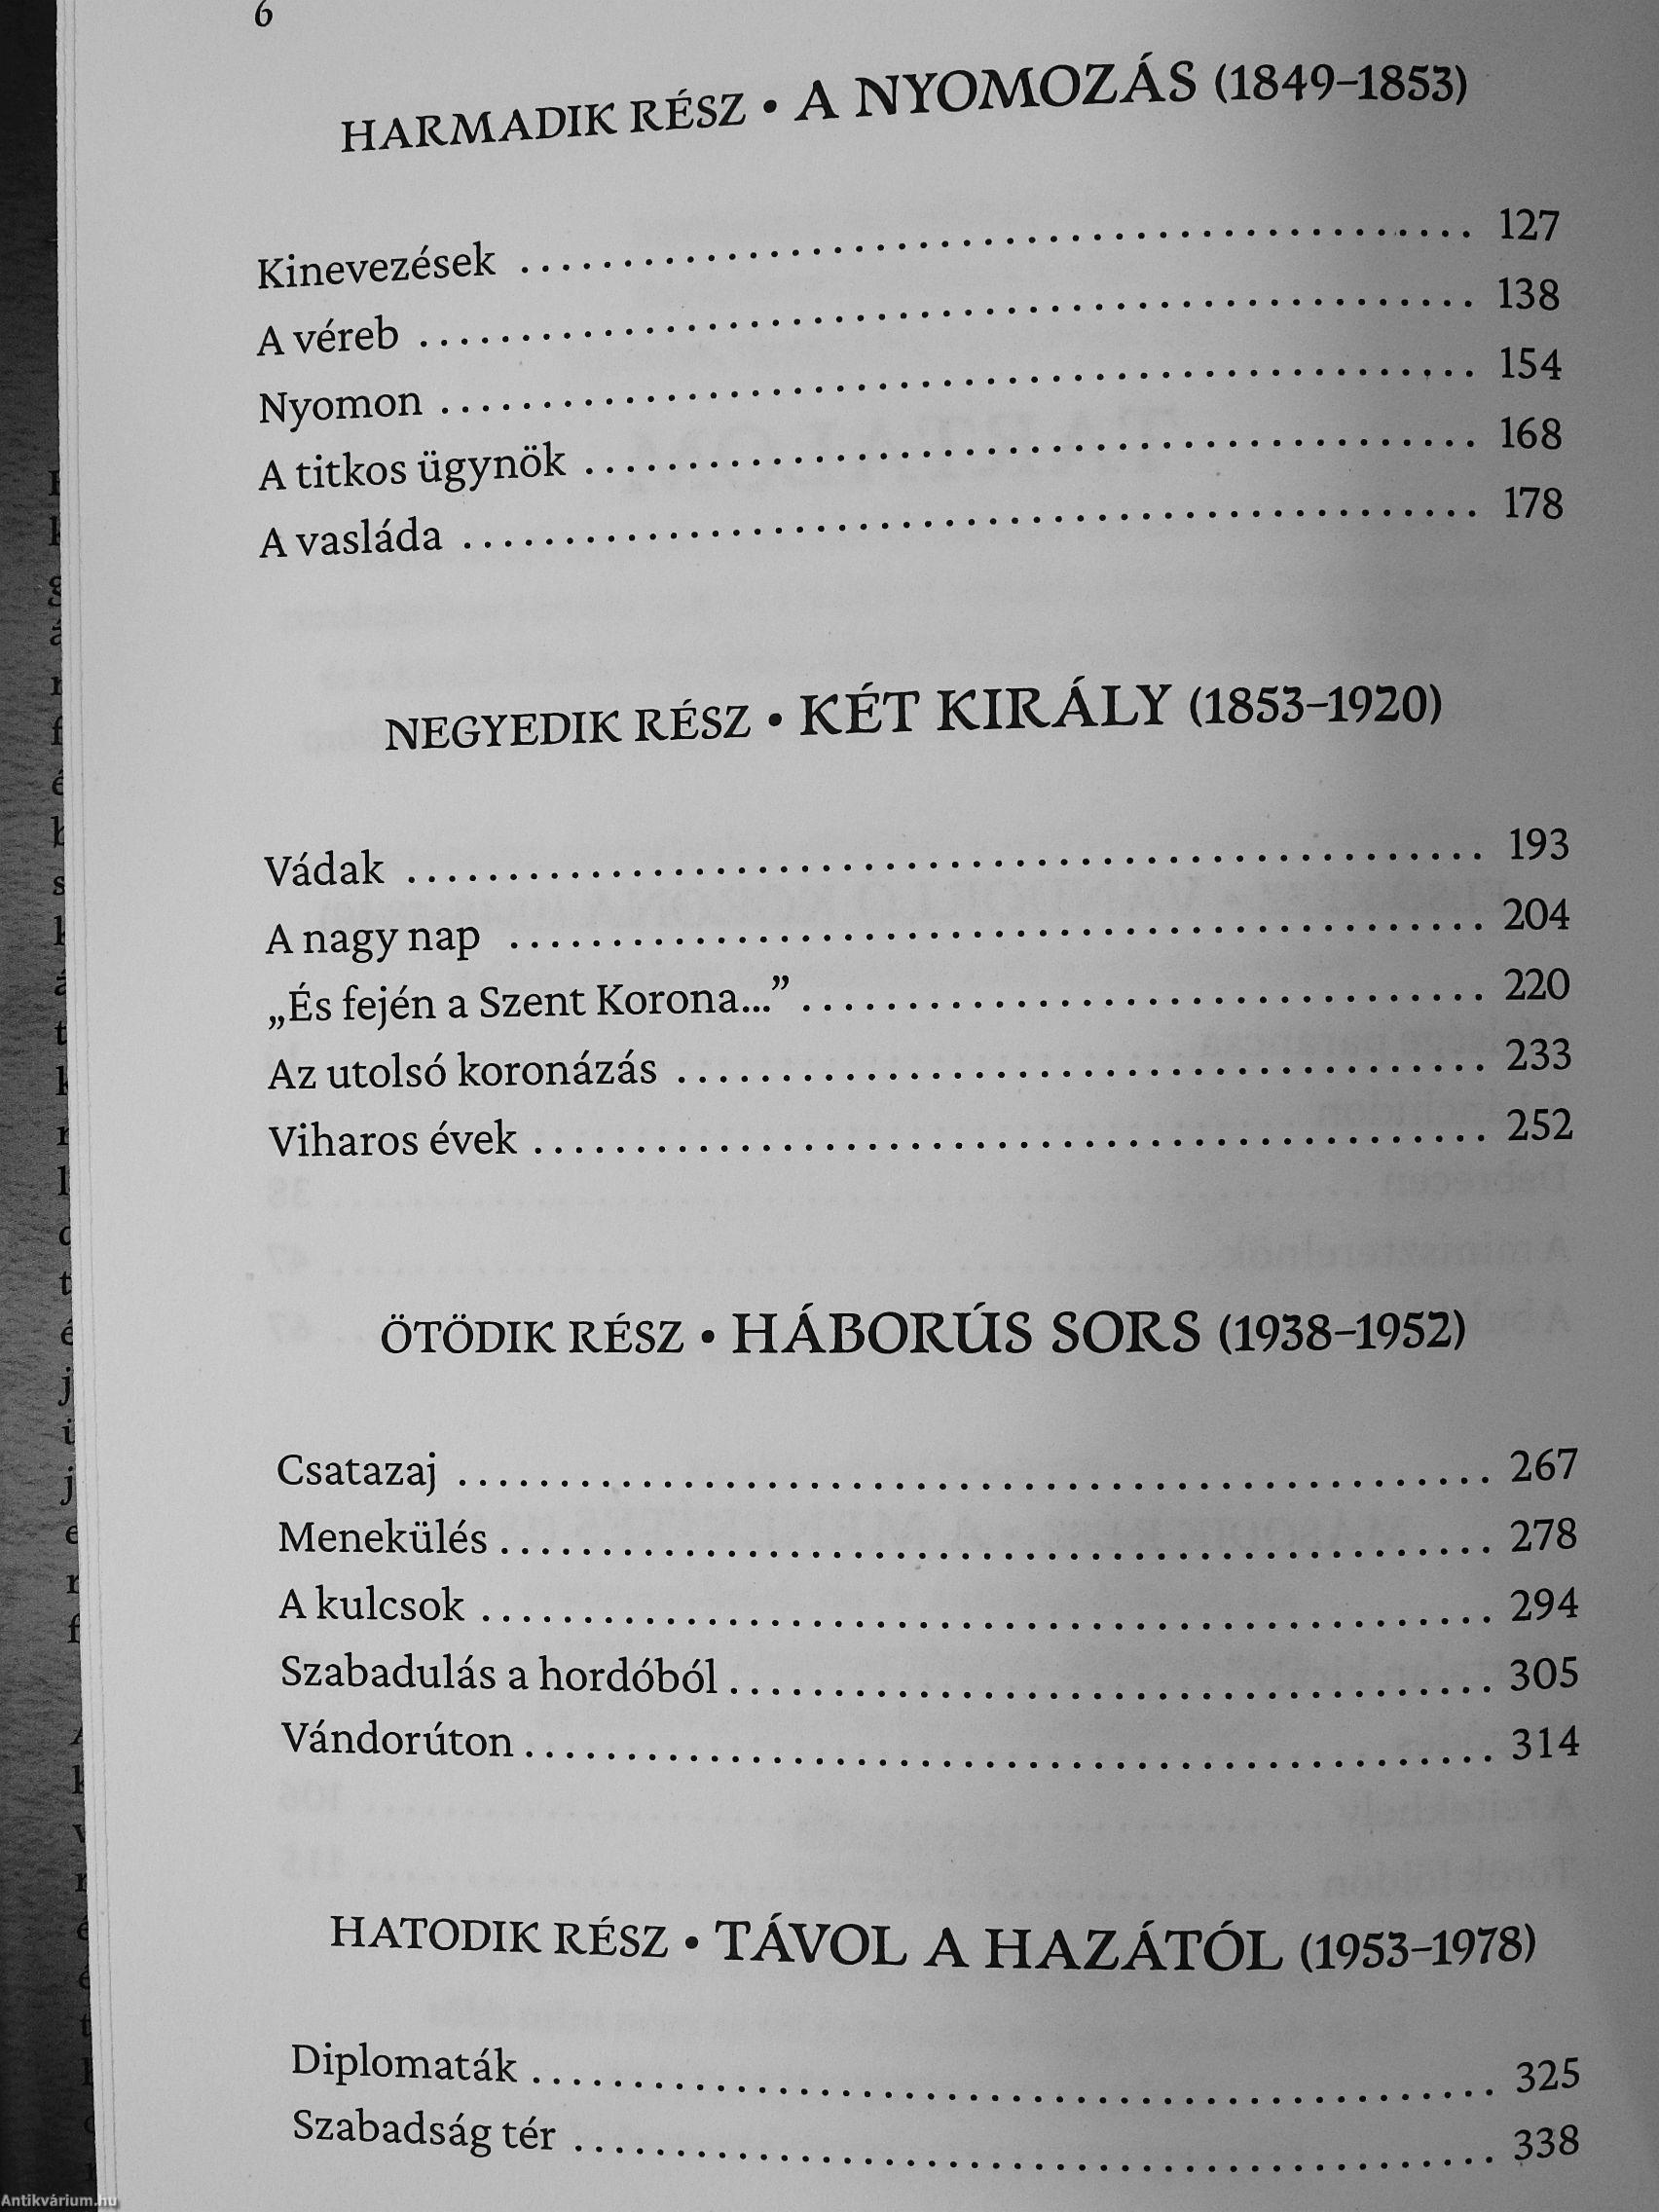 6
HARMADIK RÉSZ • A NYOMOZÁS (1849–1853)
Kinevezések ........................................ 127
A véreb ........................................ 138
Nyomon ........................................ 154
A titkos ügynök ........................................ 168
A vasláda ........................................ 178
NEGYEDIK RÉSZ • KÉT KIRÁLY (1853–1920)
Vádak ........................................ 193
A nagy nap ........................................ 204
„És fején a Szent Korona...” ........................................ 220
Az utolsó koronázás ........................................ 233
Viharos évek ........................................ 252
ÖTÖDIK RÉSZ • HÁBORÚS SORS (1938–1952)
Csatazaj ........................................ 267
Menekülés ........................................ 278
A kulcsok ........................................ 294
Szabadulás a hordóból ........................................ 305
Vándorúton ........................................ 314
HATODIK RÉSZ • TÁVOL A HAZÁTÓL (1953–1978)
Diplomaták ........................................ 325
Szabadság tér ........................................ 338
Antikvárium.hu